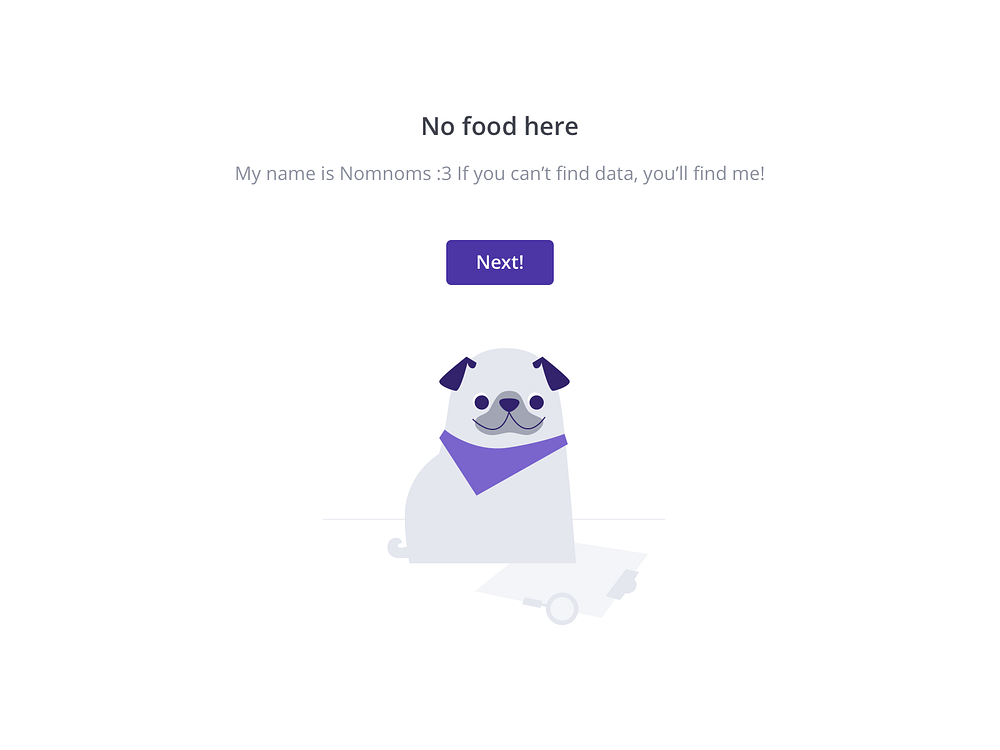 No food here
My name is Nomnoms :3 If you can’t find data, you’ll find me!
Next!